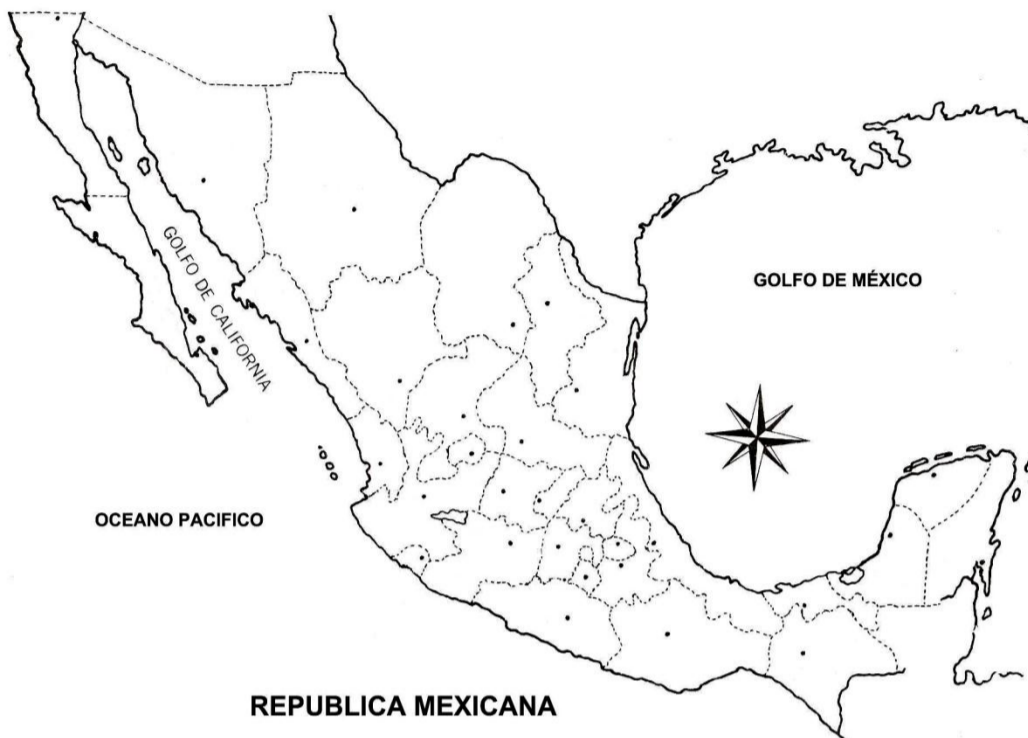 GOLFO DE CALIFORNIA
GOLFO DE MÉXICO
OCEANO PACIFICO
REPUBLICA MEXICANA